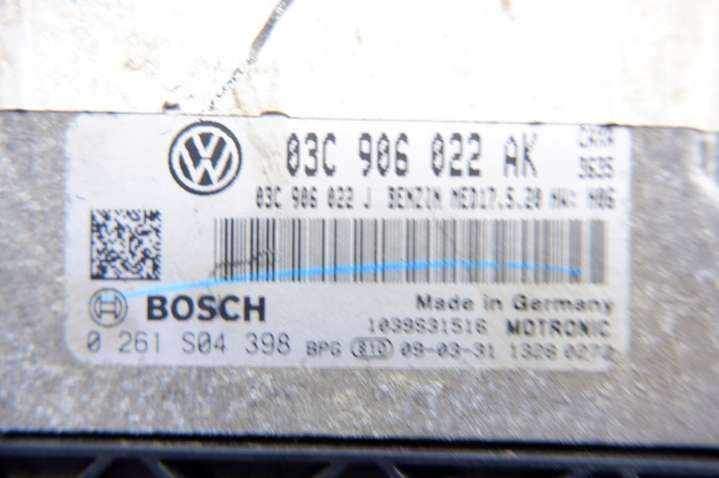 03C 906 022 AK
3635
03C 906 022 J BENZIN MED17.5.20 HW: H06
BOSCH
Made in Germany
1039S31516 MOTRONIC
0 261 S04 398 BPG 810 09-03-31 1328 0272